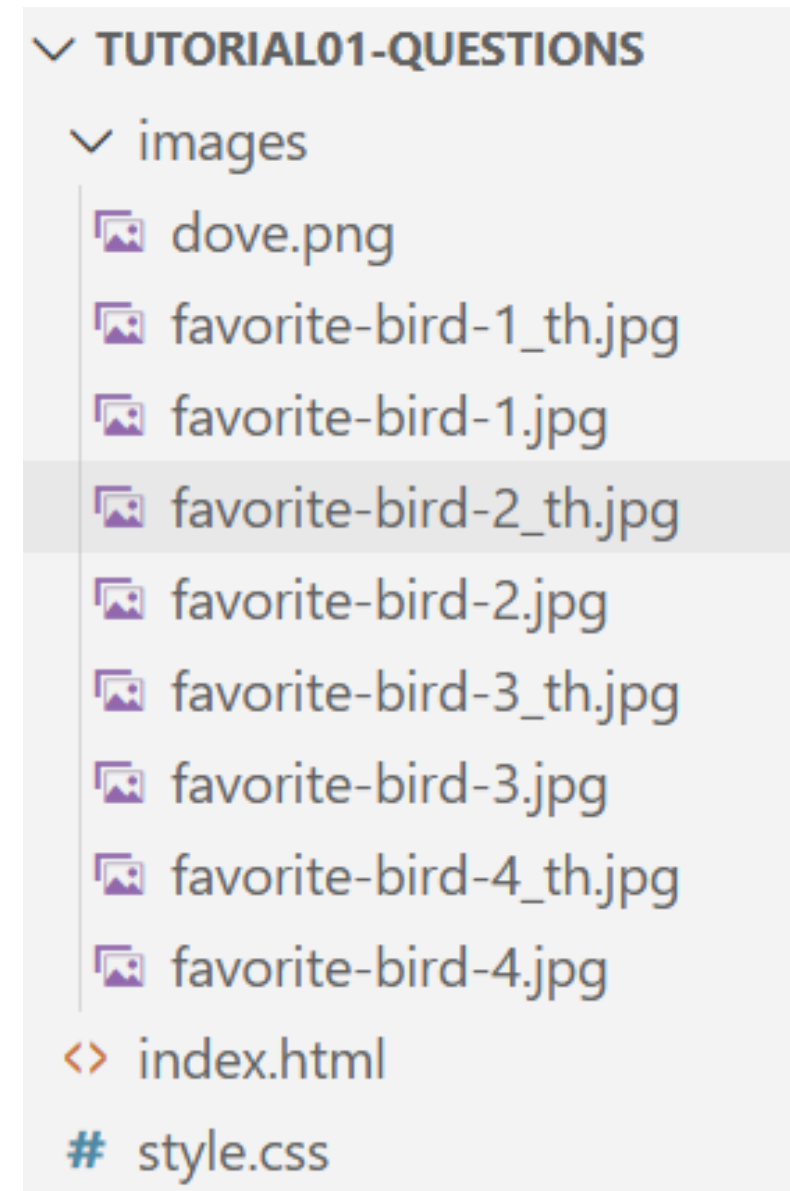 TUTORIAL01-QUESTIONS
images
dove.png
favorite-bird-1_th.jpg
favorite-bird-1.jpg
favorite-bird-2_th.jpg
favorite-bird-2.jpg
favorite-bird-3_th.jpg
favorite-bird-3.jpg
favorite-bird-4_th.jpg
favorite-bird-4.jpg
<> index.html
# style.css